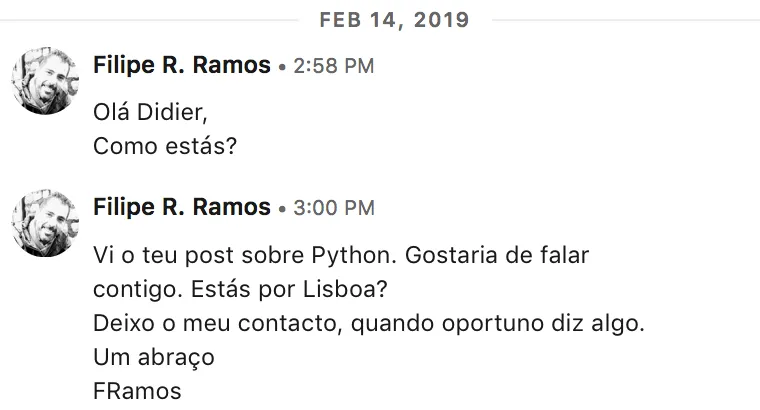 FEB 14, 2019
Filipe R. Ramos • 2:58 PM
Olá Didier,
Como estás?
Filipe R. Ramos • 3:00 PM
Vi o teu post sobre Python. Gostaria de falar
contigo. Estás por Lisboa?
Deixo o meu contacto, quando oportuno diz algo.
Um abraço
FRamos